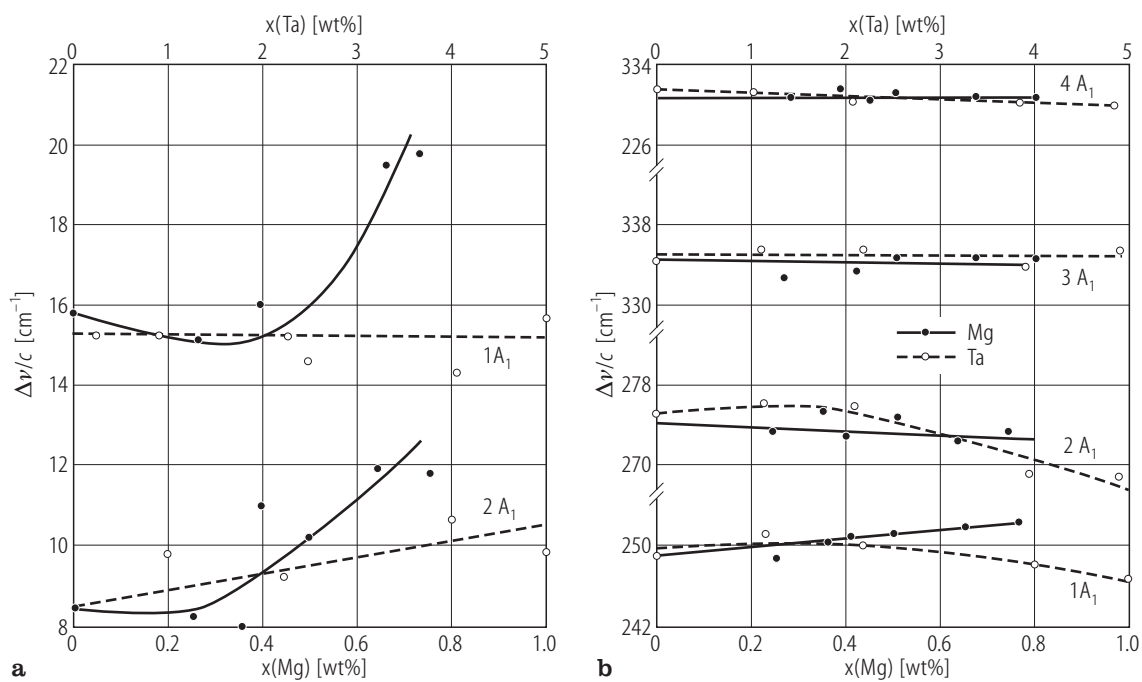 x(Ta) [wt%]
0 1 2 3 4 5
22
20
18
16
14
12
10
8
Δν/c [cm⁻¹]
1A₁
2 A₁
0 0.2 0.4 0.6 0.8 1.0
x(Mg) [wt%]
a
x(Ta) [wt%]
0 1 2 3 4 5
334
226
338
330
278
270
250
242
Δν/c [cm⁻¹]
4 A₁
3 A₁
Mg
Ta
2 A₁
1A₁
0 0.2 0.4 0.6 0.8 1.0
x(Mg) [wt%]
b